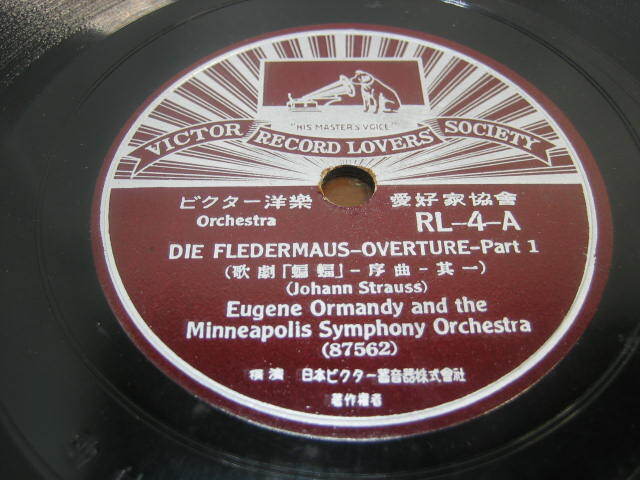 "HIS MASTER'S VOICE"
VICTOR RECORD LOVERS SOCIETY
ビクター洋樂 愛好家協會
Orchestra RL-4-A
DIE FLEDERMAUS-OVERTURE-Part 1
(歌劇「蝙蝠」-序曲-其一)
(Johann Strauss)
Eugene Ormandy and the
Minneapolis Symphony Orchestra
(87562)
日本ビクター蓄音器株式會社
著作權者